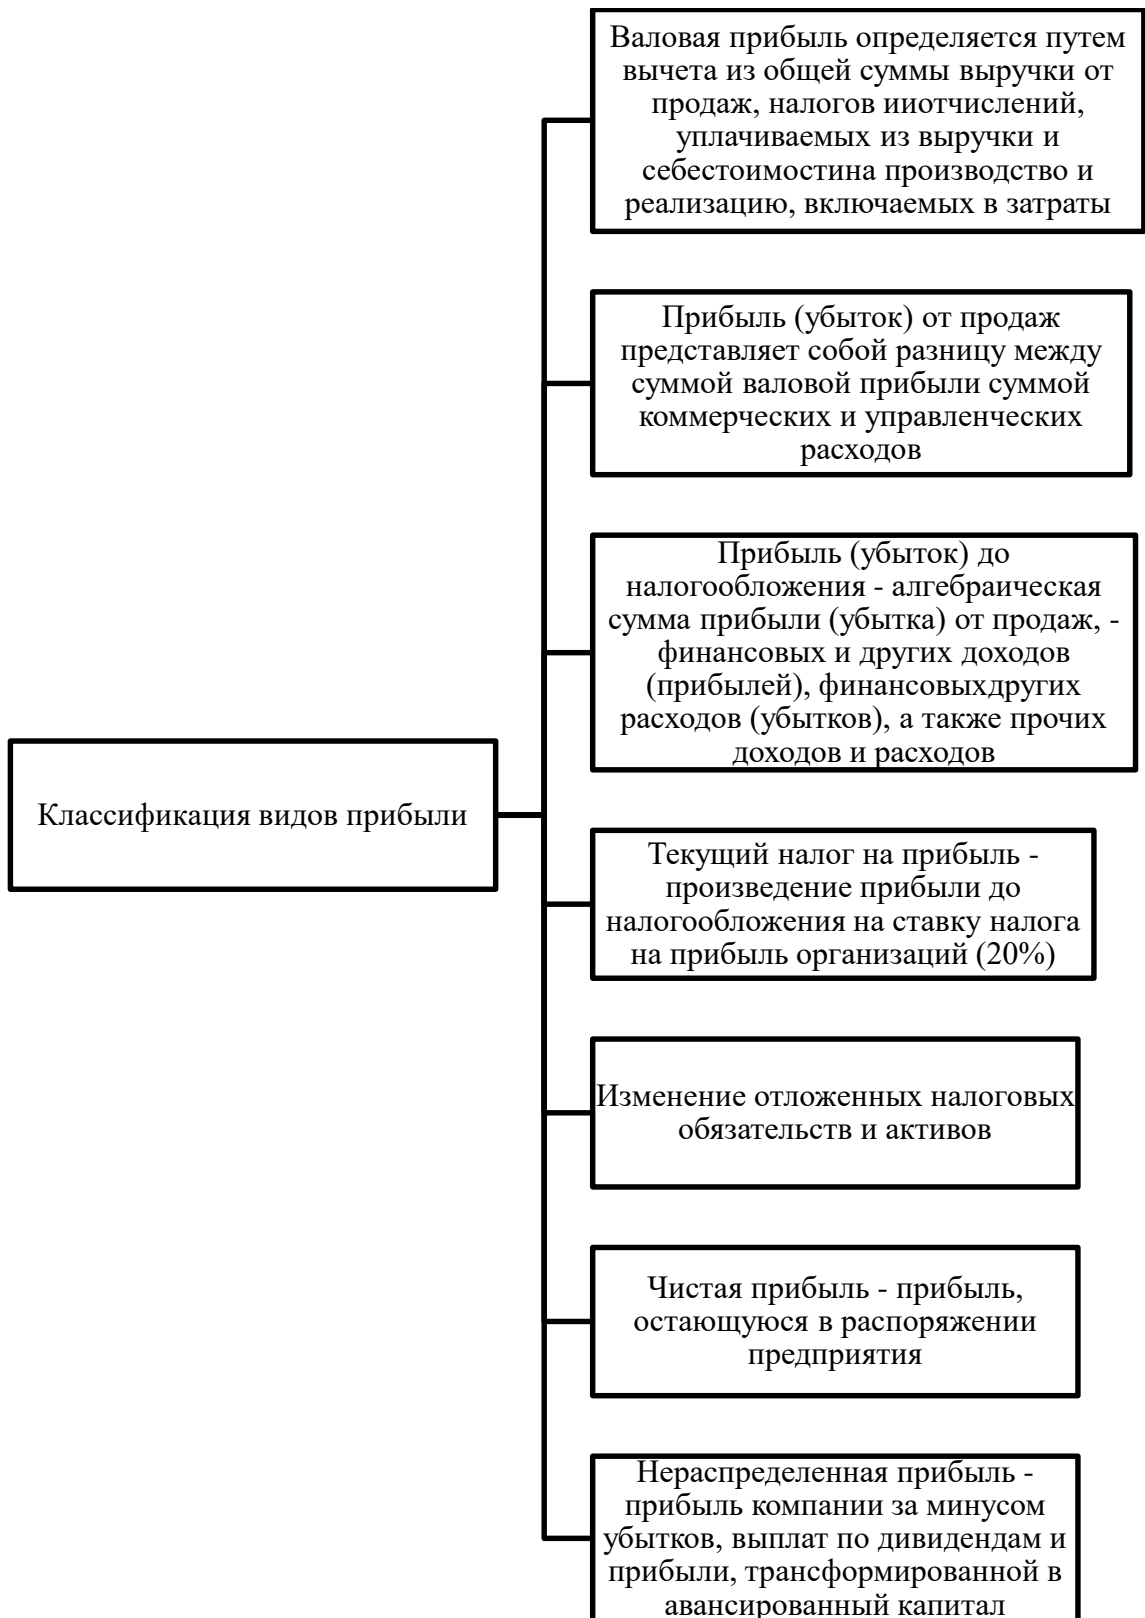 Валовая прибыль определяется путем
вычета из общей суммы выручки от
продаж, налогов ииотчислений,
уплачиваемых из выручки и
себестоимостина производство и
реализацию, включаемых в затраты
Прибыль (убыток) от продаж
представляет собой разницу между
суммой валовой прибыли суммой
коммерческих и управленческих
расходов
Прибыль (убыток) до
налогообложения - алгебраическая
сумма прибыли (убытка) от продаж, -
финансовых и других доходов
(прибылей), финансовыхдругих
расходов (убытков), а также прочих
доходов и расходов
Классификация видов прибыли
Текущий налог на прибыль -
произведение прибыли до
налогообложения на ставку налога
на прибыль организаций (20%)
Изменение отложенных налоговых
обязательств и активов
Чистая прибыль - прибыль,
остающуюся в распоряжении
предприятия
Нераспределенная прибыль -
прибыль компании за минусом
убытков, выплат по дивидендам и
прибыли, трансформированной в
авансированный капитал